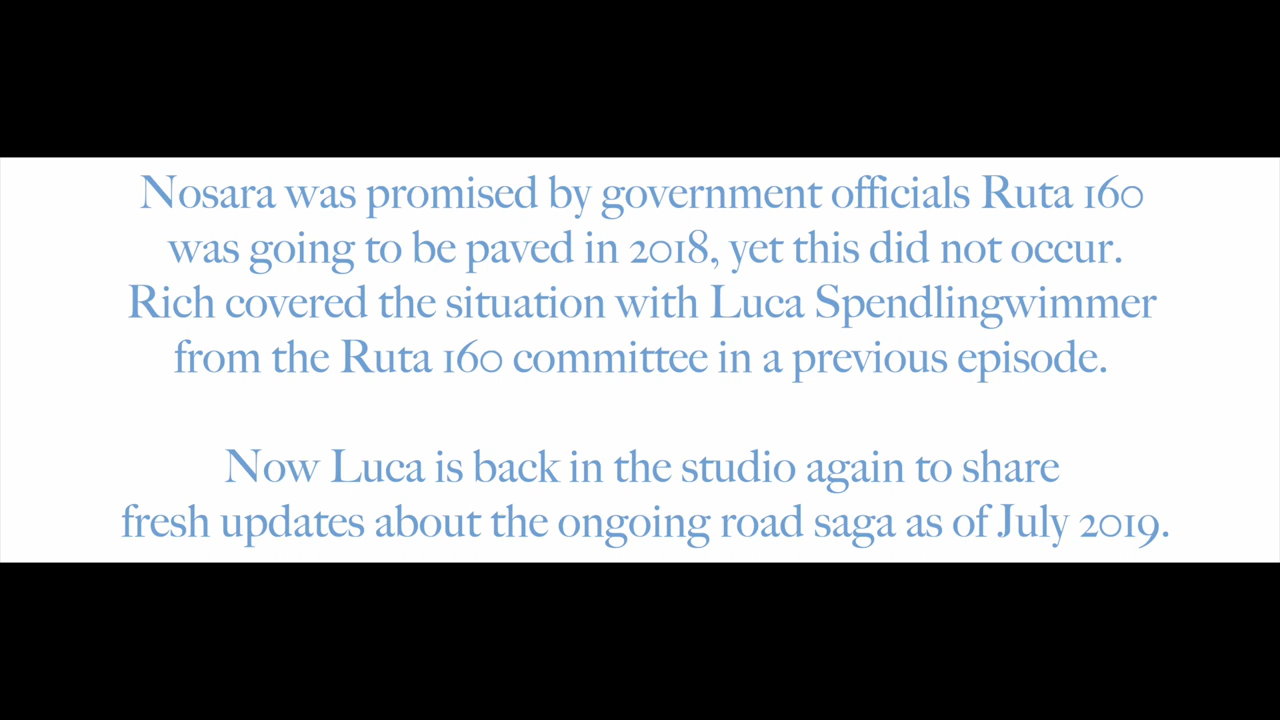 Nosara was promised by government officials Ruta 160
was going to be paved in 2018, yet this did not occur.
Rich covered the situation with Luca Spendlingwimmer
from the Ruta 160 committee in a previous episode.
Now Luca is back in the studio again to share
fresh updates about the ongoing road saga as of July 2019.